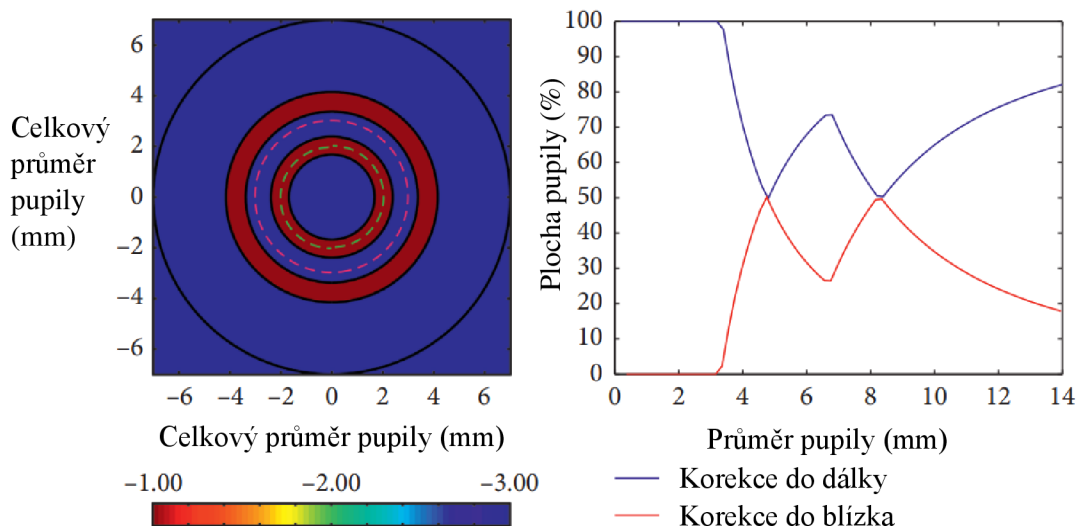 Celkový
průměr
pupily
(mm)
6
4
2
0
−2
−4
−6
−6 −4 −2 0 2 4 6
Celkový průměr pupily (mm)
−1.00 −2.00 −3.00
Plocha pupily (%)
100
90
80
70
60
50
40
30
20
10
0
0 2 4 6 8 10 12 14
Průměr pupily (mm)
Korekce do dálky
Korekce do blízka